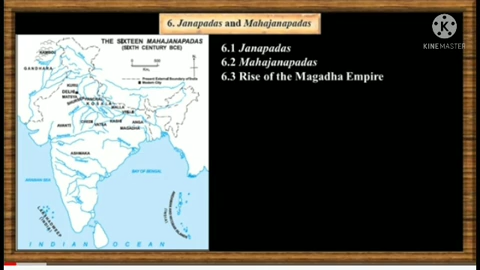 6. Janapadas and Mahajanapadas
KINEMASTER
THE SIXTEEN MAHAJANAPADAS
(SIXTH CENTURY BCE)
6.1 Janapadas
6.2 Mahajanapadas
6.3 Rise of the Magadha Empire
KAMBOJ
GANDHARA
KURU
DELHI
MATSYA
KOSALA
MALLA
AVANTI
VATSA
KASHI
ANGA
MAGADHA
ASHMAKA
ARABIAN SEA
BAY OF BENGAL
INDIAN OCEAN